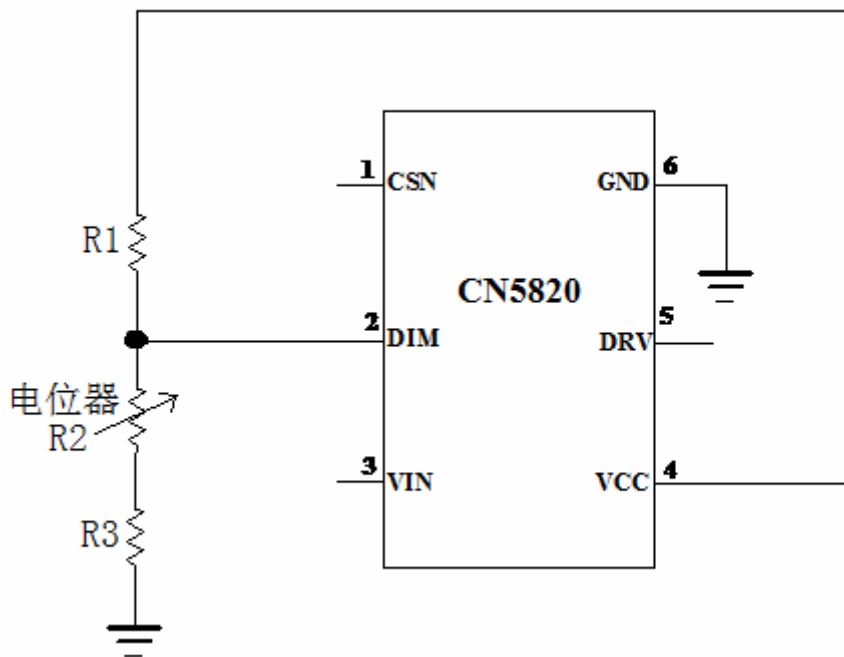 1
CSN
6
GND
R1
CN5820
2
DIM
5
DRV
电位器
R2
3
VIN
4
VCC
R3